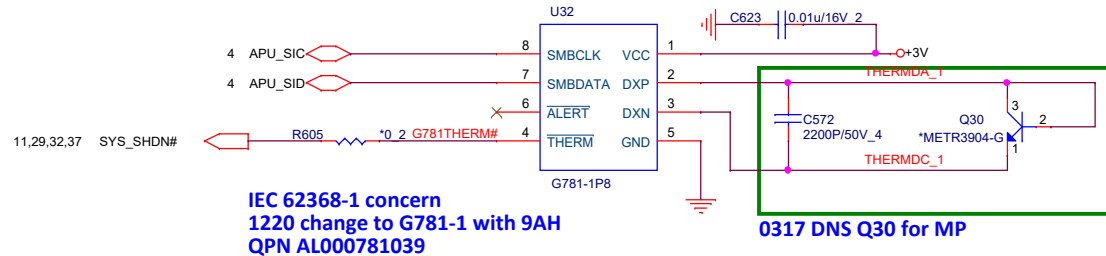 U32
C623 0.01u/16V_2
4 APU_SIC 8 SMBCLK VCC 1 +3V
4 APU_SID 7 SMBDATA DXP 2 THERMDA_1
6 ALERT DXN 3
11,29,32,37 SYS_SHDN# R605 *0_2 G781THERM# 4 THERM GND 5
C572
2200P/50V_4
3
Q30 2
*METR3904-G
1
THERMDC_1
G781-1P8
IEC 62368-1 concern
1220 change to G781-1 with 9AH
QPN AL000781039
0317 DNS Q30 for MP